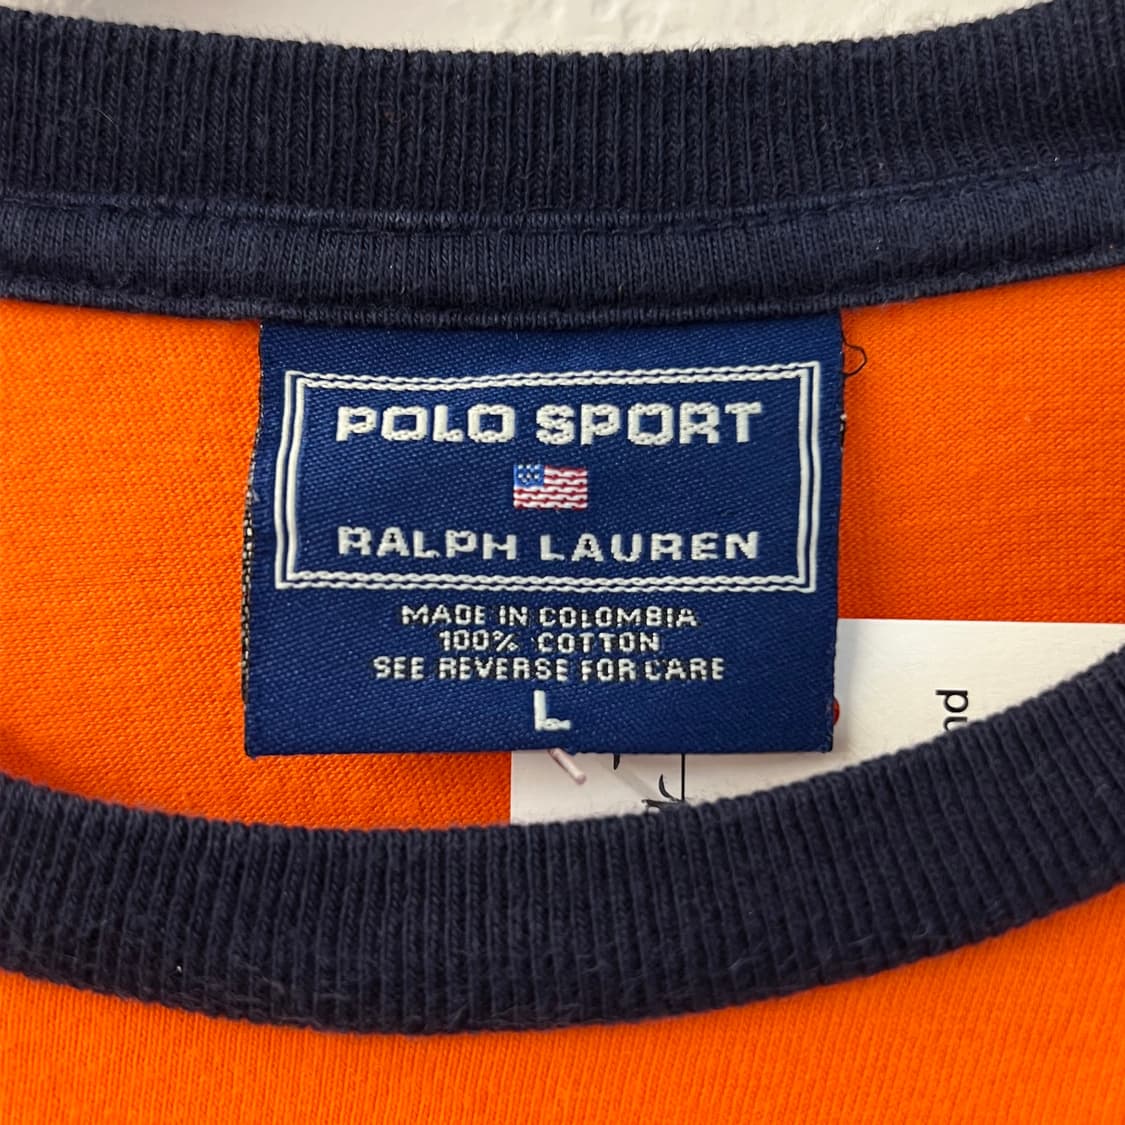 POLO SPORT
RALPH LAUREN
MADE IN COLOMBIA
100% COTTON
SEE REVERSE FOR CARE
L